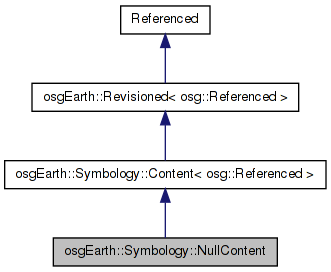 Referenced
osgEarth::Revisioned< osg::Referenced >
osgEarth::Symbology::Content< osg::Referenced >
osgEarth::Symbology::NullContent